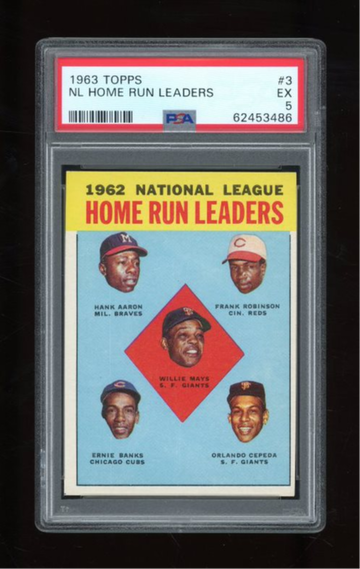 1963 TOPPS #3
NL HOME RUN LEADERS EX
5
PSA 62453486
1962 NATIONAL LEAGUE
HOME RUN LEADERS
HANK AARON
MIL. BRAVES
FRANK ROBINSON
CIN. REDS
WILLIE MAYS
S. F. GIANTS
ERNIE BANKS
CHICAGO CUBS
ORLANDO CEPEDA
S. F. GIANTS